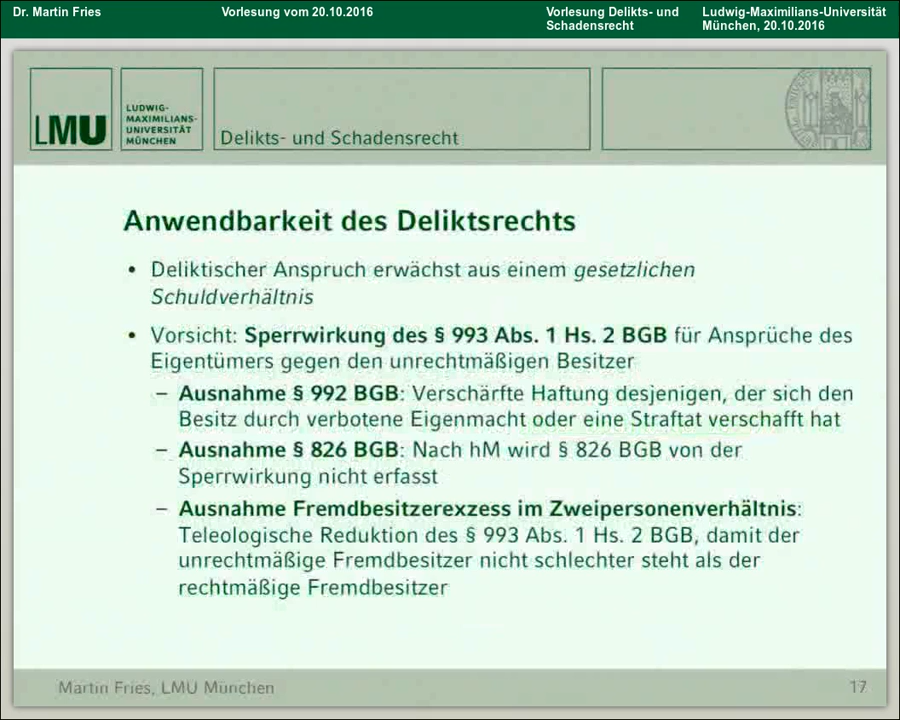 Dr. Martin Fries
Vorlesung vom 20.10.2016
Vorlesung Delikts- und
Schadensrecht
Ludwig-Maximilians-Universität
München, 20.10.2016
LMU
LUDWIG-
MAXIMILIANS-
UNIVERSITÄT
MÜNCHEN
Delikts- und Schadensrecht
Anwendbarkeit des Deliktsrechts
• Deliktischer Anspruch erwächst aus einem gesetzlichen
Schuldverhältnis
• Vorsicht: Sperrwirkung des § 993 Abs. 1 Hs. 2 BGB für Ansprüche des
Eigentümers gegen den unrechtmäßigen Besitzer
– Ausnahme § 992 BGB: Verschärfte Haftung desjenigen, der sich den
Besitz durch verbotene Eigenmacht oder eine Straftat verschafft hat
– Ausnahme § 826 BGB: Nach hM wird § 826 BGB von der
Sperrwirkung nicht erfasst
– Ausnahme Fremdbesitzerexzess im Zweipersonenverhältnis:
Teleologische Reduktion des § 993 Abs. 1 Hs. 2 BGB, damit der
unrechtmäßige Fremdbesitzer nicht schlechter steht als der
rechtmäßige Fremdbesitzer
Martin Fries, LMU München
17